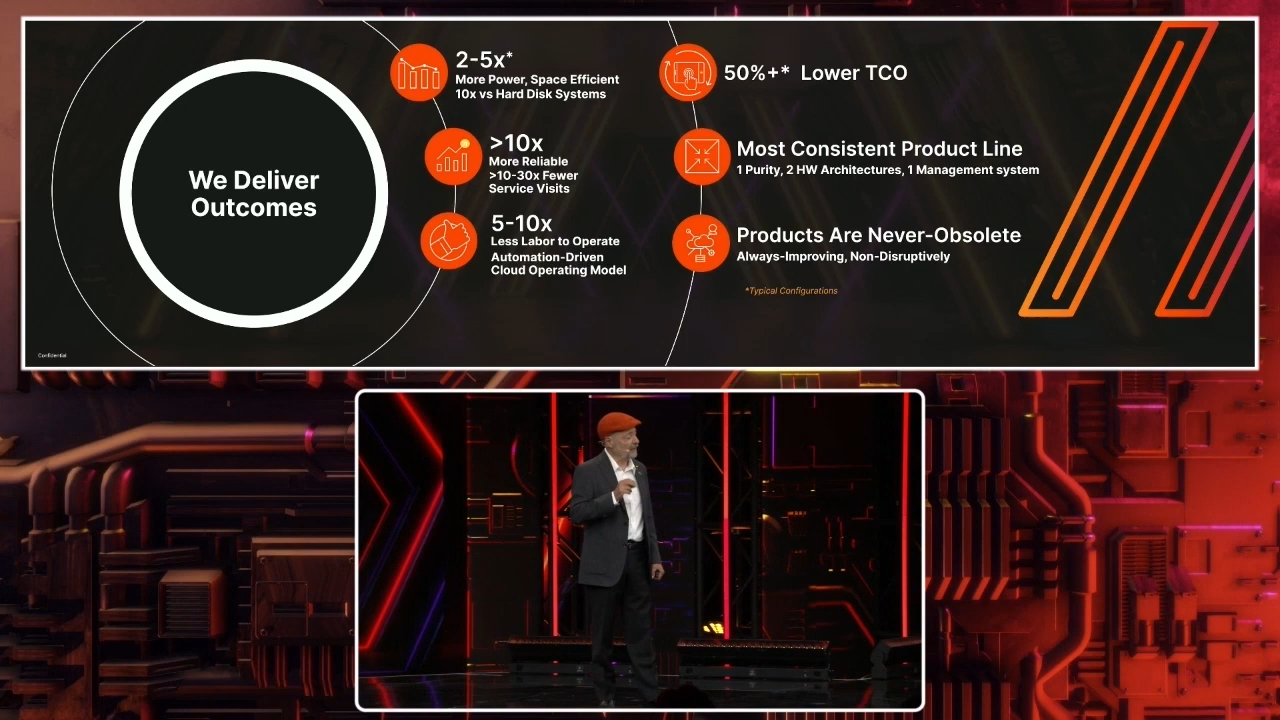 We Deliver
Outcomes
2-5x*
More Power, Space Efficient
10x vs Hard Disk Systems
>10x
More Reliable
>10-30x Fewer
Service Visits
5-10x
Less Labor to Operate
Automation-Driven
Cloud Operating Model
50%+* Lower TCO
Most Consistent Product Line
1 Purity, 2 HW Architectures, 1 Management system
Products Are Never-Obsolete
Always-Improving, Non-Disruptively
*Typical Configurations
Confidential